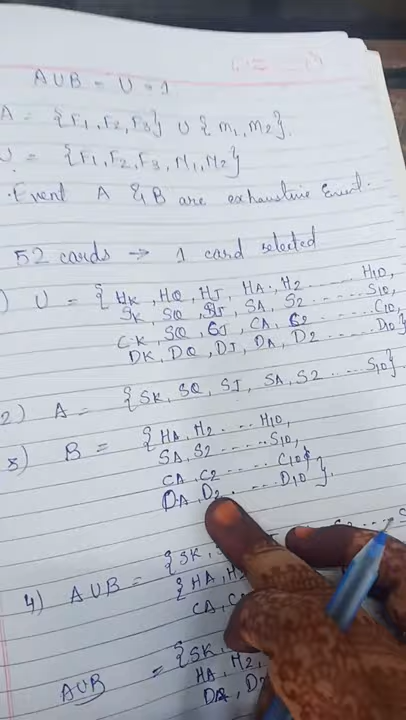 AUB = U = 1
A = {F1, F2, F3} U {M1, M2}.
U = {F1, F2, F3, M1, M2}
. Event A & B are exhaustive Event.
52 cards → 1 card selected
) U = {HK, HQ, HJ, HA, H2 ...... H10,
SK, SQ, SJ, SA, S2 ...... S10,
CK, SQ, CJ, CA, C2 ...... C10,
DK, DQ, DJ, DA, D2 ...... D10}
2) A = {SK, SQ, SJ, SA, S2 .... S10}.
3) B = {HA, H2 .... H10,
SA, S2 ...... S10,
CA, C2 ...... C10
DA, D2 ...... D10}.
4) AUB = {SK,
{HA, H
CA, C
AUB = {SK,
HA, H2,
DA, D